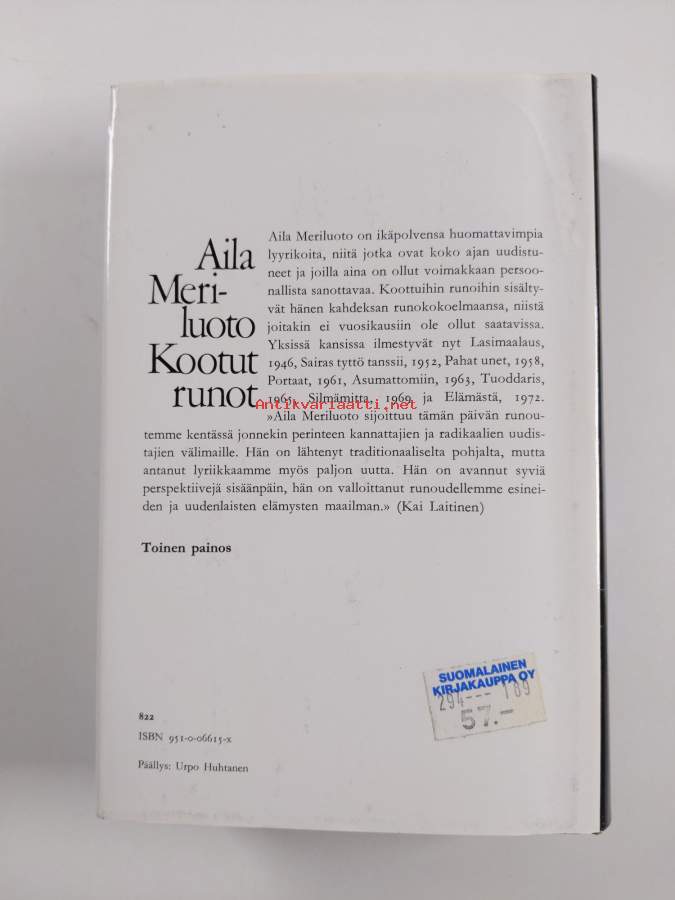 Aila
Meri-
luoto
Kootut
runot
Aila Meriluoto on ikäpolvensa huomattavimpia
lyyrikoita, niitä jotka ovat koko ajan uudistu-
neet ja joilla aina on ollut voimakkaan persoo-
nallista sanottavaa. Koottuihin runoihin sisälty-
vät hänen kahdeksan runokokoelmaansa, niistä
joitakin ei vuosikausiin ole ollut saatavissa.
Yksissä kansissa ilmestyvät nyt Lasimaalaus,
1946, Sairas tyttö tanssii, 1952, Pahat unet, 1958,
Portaat, 1961, Asumattomiin, 1963, Tuoddaris,
1965, Silmämitta, 1969 ja Elämästä, 1972.
Antikvariaatti.net
»Aila Meriluoto sijoittuu tämän päivän runou-
temme kentässä jonnekin perinteen kannattajien ja radikaalien uudis-
tajien välimaille. Hän on lähtenyt traditionaaliselta pohjalta, mutta
antanut lyriikkaamme myös paljon uutta. Hän on avannut syviä
perspektiivejä sisäänpäin, hän on valloittanut runoudellemme esinei-
den ja uudenlaisten elämysten maailman.» (Kai Laitinen)
Toinen painos
SUOMALAINEN
KIRJAKAUPPA OY
294--- 189
57.-
822
ISBN 951-0-06615-x
Päällys: Urpo Huhtanen